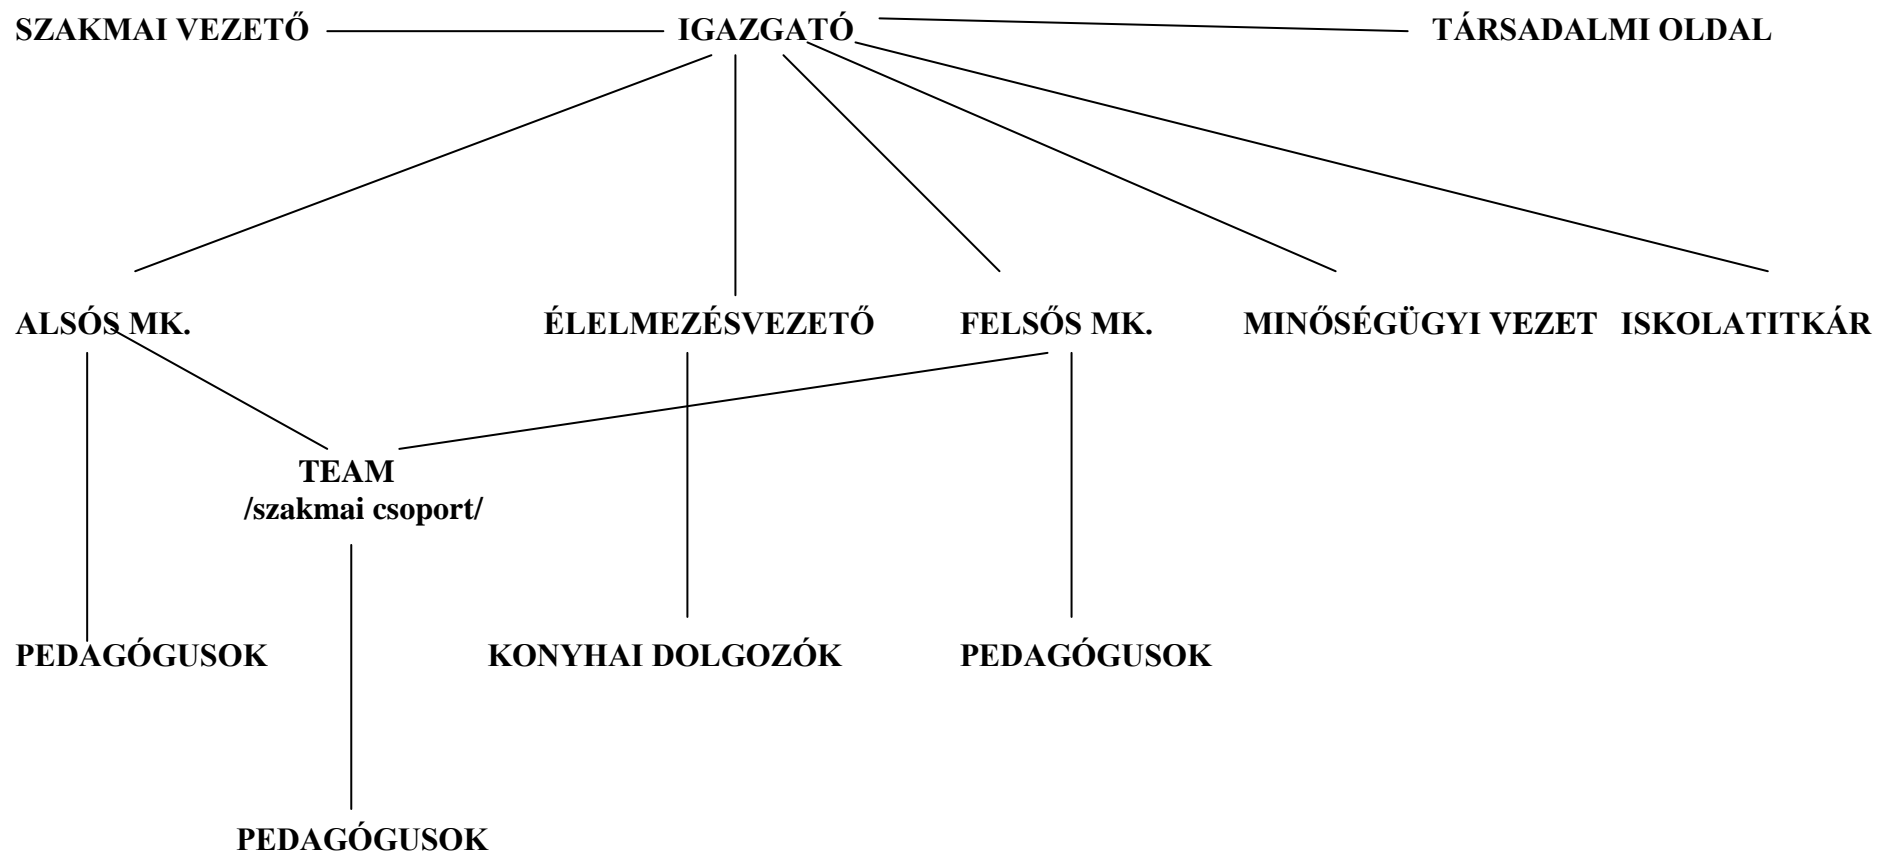 SZAKMAI VEZETŐ IGAZGATÓ TÁRSADALMI OLDAL
ALSÓS MK. ÉLELMEZÉSVEZETŐ FELSŐS MK. MINŐSÉGÜGYI VEZET ISKOLATITKÁR
TEAM
/szakmai csoport/
PEDAGÓGUSOK KONYHAI DOLGOZÓK PEDAGÓGUSOK
PEDAGÓGUSOK